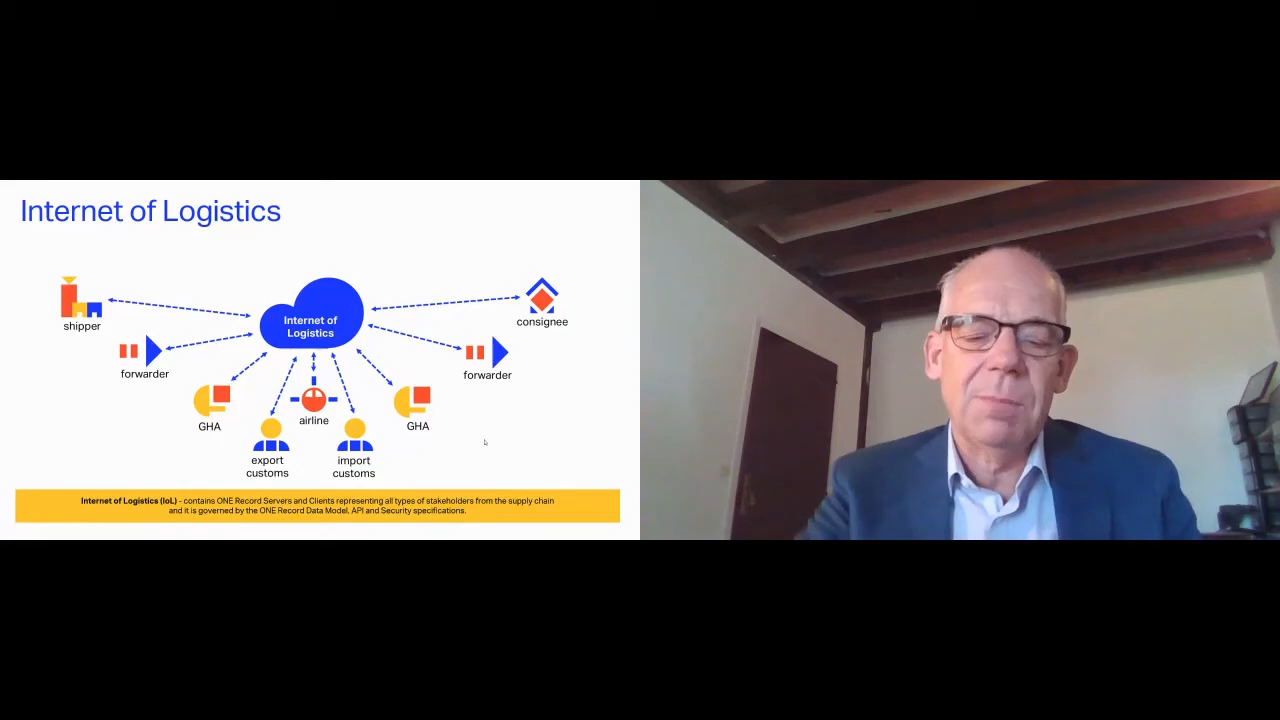 Internet of Logistics
Internet of
Logistics
shipper
consignee
forwarder
forwarder
GHA
airline
GHA
export
customs
import
customs
Internet of Logistics (IoL) - contains ONE Record Servers and Clients representing all types of stakeholders from the supply chain
and it is governed by the ONE Record Data Model, API and Security specifications.